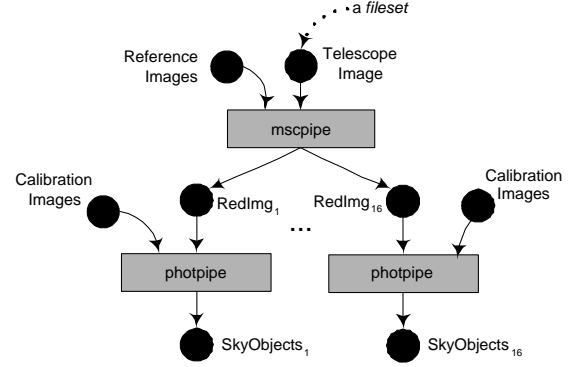 a fileset
Reference
Images
Telescope
Image
mscpipe
Calibration
Images
RedImg1
RedImg16
Calibration
Images
...
photpipe
photpipe
SkyObjects1
SkyObjects16